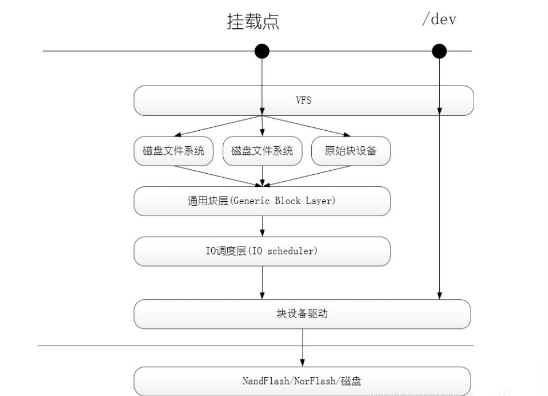 挂载点
/dev
VFS
磁盘文件系统
磁盘文件系统
原始块设备
通用块层(Generic Block Layer)
IO调度层(IO scheduler)
块设备驱动
NandFlash/NorFlash/磁盘